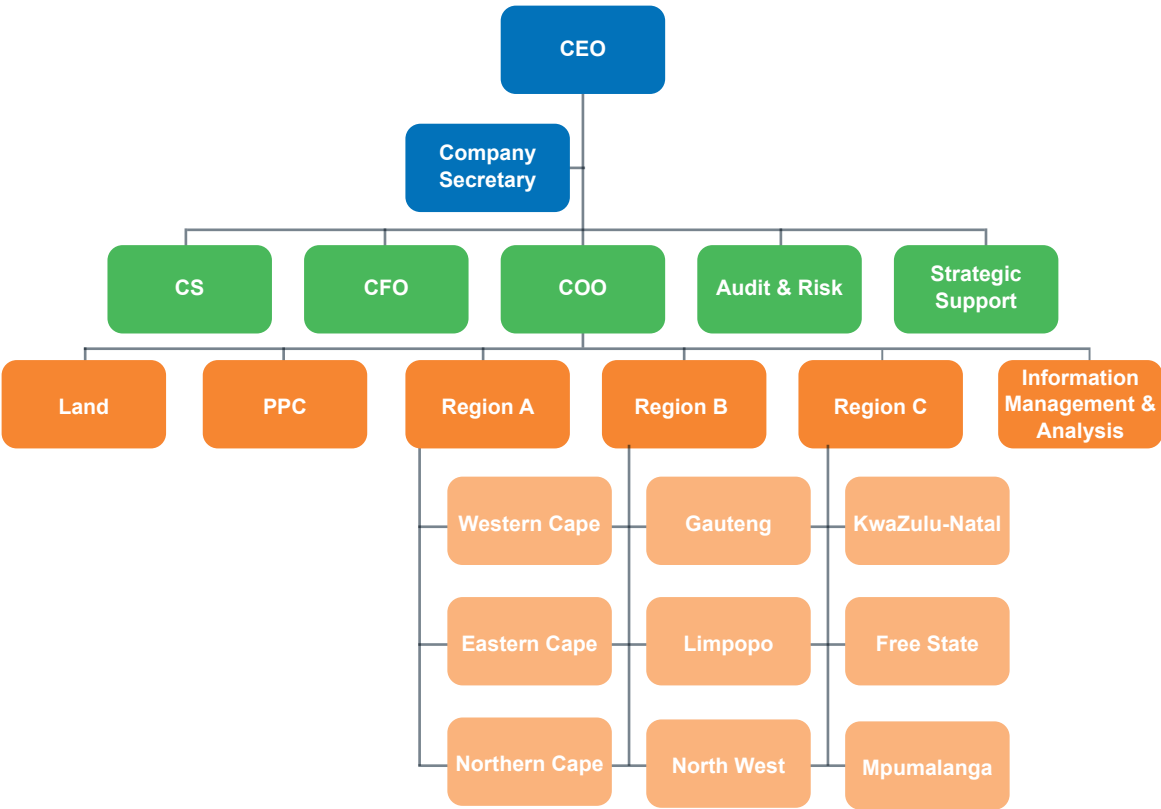 CEO
Company
Secretary
CS
CFO
COO
Audit & Risk
Strategic
Support
Land
PPC
Region A
Region B
Region C
Information
Management &
Analysis
Western Cape
Gauteng
KwaZulu-Natal
Eastern Cape
Limpopo
Free State
Northern Cape
North West
Mpumalanga